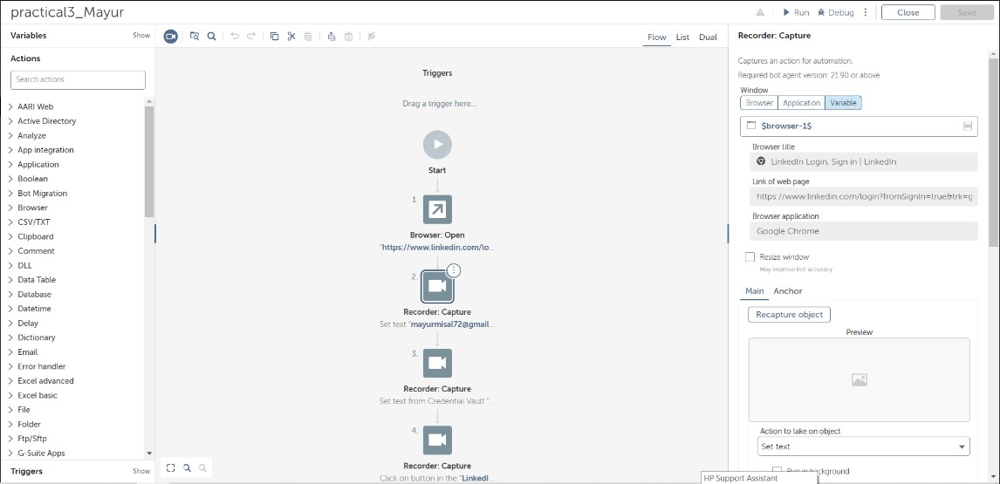 practical3_Mayur
Run
Debug
Close
Save
Variables
Show
Actions
Search actions
AARI Web
Active Directory
Analyze
App integration
Application
Boolean
Bot Migration
Browser
CSV/TXT
Clipboard
Comment
DLL
Data Table
Database
Datetime
Delay
Dictionary
Email
Error handler
Excel advanced
Excel basic
File
Folder
Ftp/Sftp
G-Suite Apps
Triggers
Show
Flow
List
Dual
Triggers
Drag a trigger here...
Start
1.
Browser: Open
"https://www.linkedin.com/lo...
2.
Recorder: Capture
Set text "mayurmisal72@gmail...
3.
Recorder: Capture
Set text from Credential Vault "...
4.
Recorder: Capture
Click on button in the "LinkedI...
Recorder: Capture
Captures an action for automation.
Required bot agent version: 21.90 or above
Window
Browser
Application
Variable
$browser-1$
(x)
Browser title
LinkedIn Login, Sign in | LinkedIn
Link of web page
https://www.linkedin.com/login?fromSignIn=true&trk=g
Browser application
Google Chrome
Resize window
May improve bot accuracy
Main
Anchor
Recapture object
Preview
Action to take on object
Set text
Run in background
HP Support Assistant